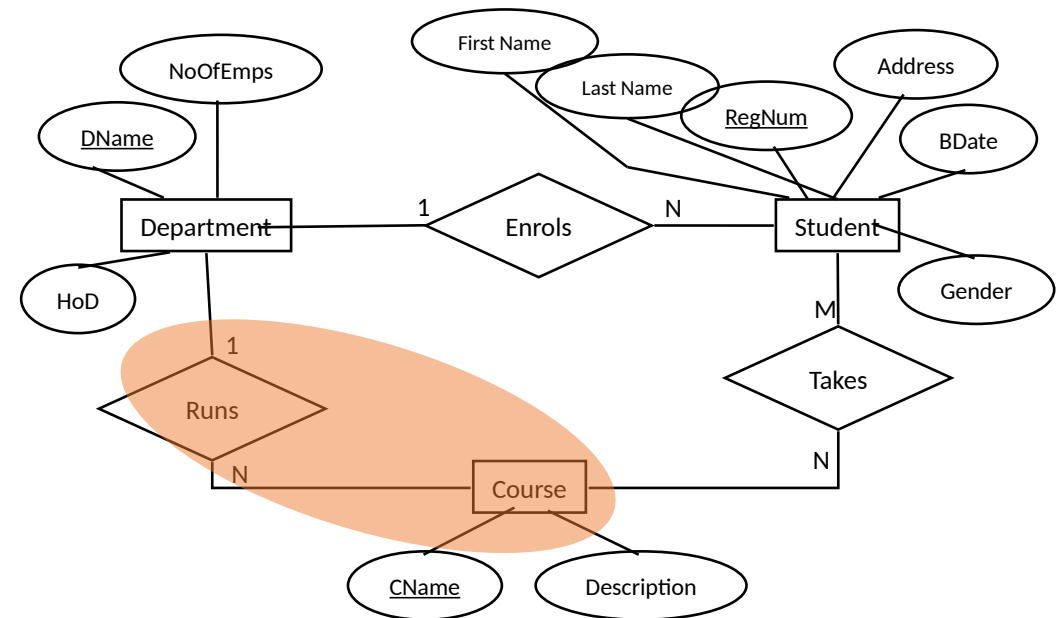 First Name
NoOfEmps
Address
Last Name
RegNum
DName
BDate
1
N
Department
Enrols
Student
HoD
Gender
M
1
Takes
Runs
N
N
Course
CName
Description